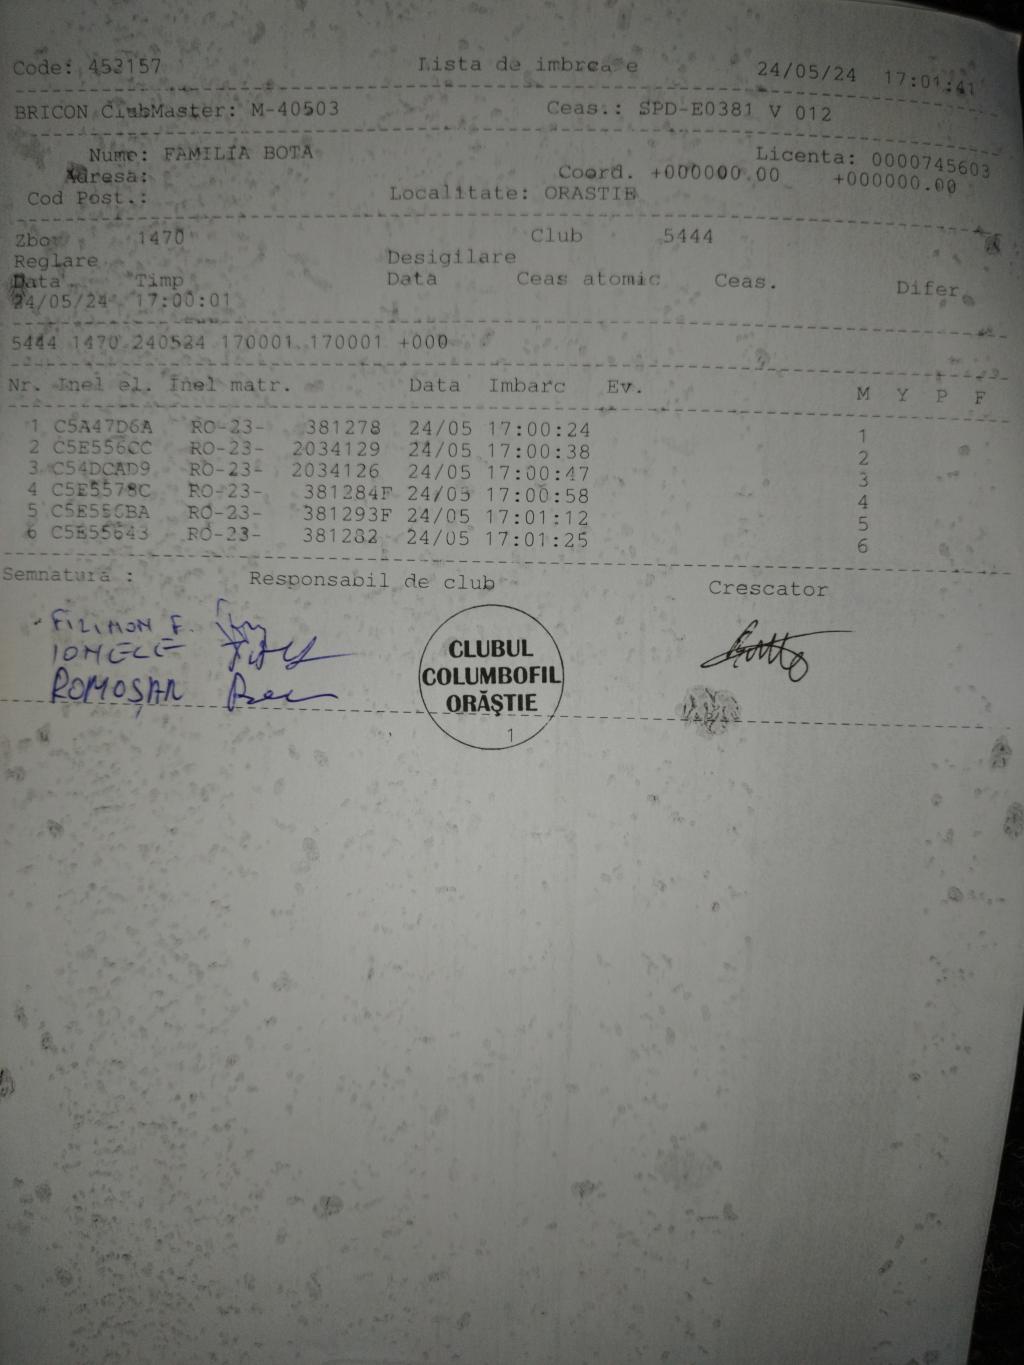 Code: 453157 Lista de imbrca e 24/05/24 17:01:41
BRICON ClubMaster: M-40503 Ceas.: SPD-E0381 V 012
Nume: FAMILIA BOTA Licenta: 0000745603
Adresa: Coord. +000000.00 +000000.00
Cod Post.: Localitate: ORASTIE
Zbor 1470 Club 5444
Reglare Desigilare
Data Timp Data Ceas atomic Ceas. Difer.
24/05/24 17:00:01
5444 1470 240524 170001 170001 +000
Nr. Inel el. Inel matr. Data Imbarc Ev. M Y P F
1 C5A47D6A RO-23- 381278 24/05 17:00:24 1
2 C5E556CC RO-23- 2034129 24/05 17:00:38 2
3 C54DCAD9 RO-23- 2034126 24/05 17:00:47 3
4 C5E5578C RO-23- 381284F 24/05 17:00:58 4
5 C5E556BA RO-23- 381293F 24/05 17:01:12 5
6 C5E55643 RO-23- 381282 24/05 17:01:25 6
Semnatura : Responsabil de club Crescator
FILIMON F.
IONELE
ROMOȘAN
CLUBUL
COLUMBOFIL
ORĂŞTIE
1